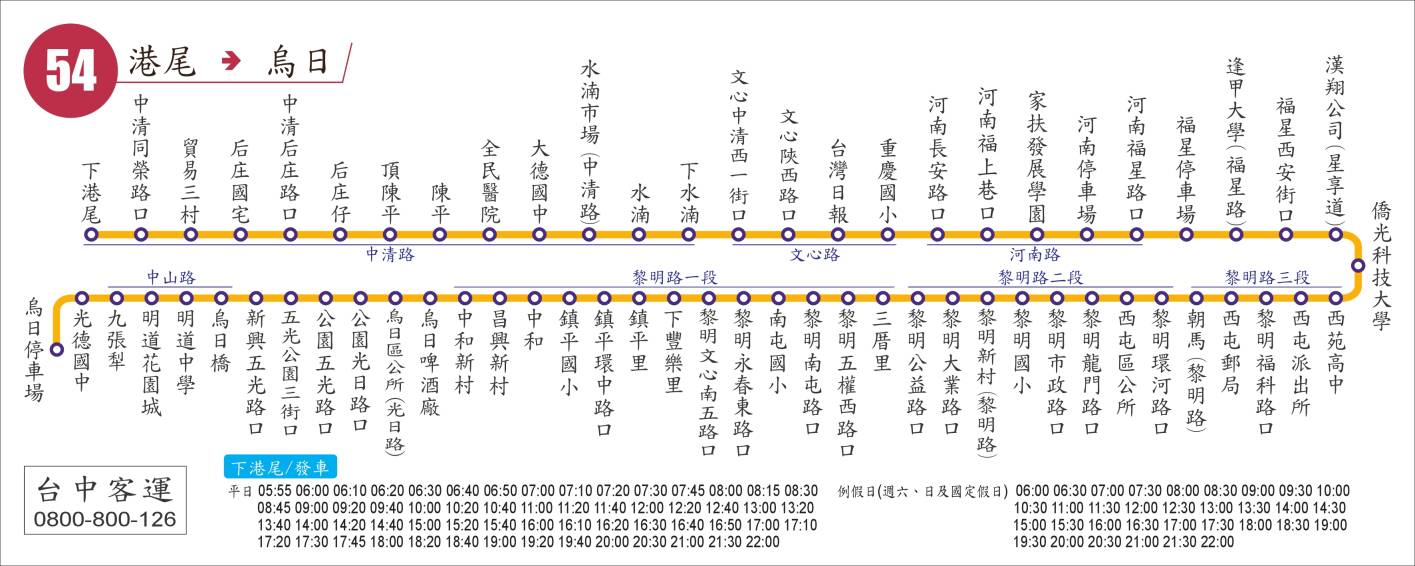 54 港尾 → 烏日
下港尾
中清同榮路口
貿易三村
后庄國宅
中清后庄路口
后庄仔
頂陳平
陳平
全民醫院
大德國中
水湳市場(中清路)
水湳
下水湳
文心中清西一街口
文心陝西路口
台灣日報
重慶國小
河南長安路口
河南福上巷口
家扶發展學園
河南停車場
河南福星路口
福星停車場
逢甲大學(福星路)
福星西安街口
漢翔公司(星享道)
僑光科技大學
中清路
文心路
河南路
中山路
黎明路一段
黎明路二段
黎明路三段
烏日停車場
光德國中
九張犁
明道花園城
明道中學
烏日橋
新興五光路口
五光公園三街口
公園五光路口
公園光日路口
烏日區公所(光日路)
烏日啤酒廠
中和新村
昌興新村
中和
鎮平國小
鎮平環中路口
鎮平里
下豐樂里
黎明文心南五路口
黎明永春東路口
南屯國小
黎明南屯路口
黎明五權西路口
三厝里
黎明公益路口
黎明大業路口
黎明新村(黎明路)
黎明國小
黎明市政路口
黎明龍門路口
西屯區公所
黎明環河路口
朝馬(黎明路)
西屯郵局
黎明福科路口
西屯派出所
西苑高中
台中客運
0800-800-126
下港尾/發車
平日 05:55 06:00 06:10 06:20 06:30 06:40 06:50 07:00 07:10 07:20 07:30 07:45 08:00 08:15 08:30
08:45 09:00 09:20 09:40 10:00 10:20 10:40 11:00 11:20 11:40 12:00 12:20 12:40 13:00 13:20
13:40 14:00 14:20 14:40 15:00 15:20 15:40 16:00 16:10 16:20 16:30 16:40 16:50 17:00 17:10
17:20 17:30 17:45 18:00 18:20 18:40 19:00 19:20 19:40 20:00 20:30 21:00 21:30 22:00
例假日(週六、日及國定假日) 06:00 06:30 07:00 07:30 08:00 08:30 09:00 09:30 10:00
10:30 11:00 11:30 12:00 12:30 13:00 13:30 14:00 14:30
15:00 15:30 16:00 16:30 17:00 17:30 18:00 18:30 19:00
19:30 20:00 20:30 21:00 21:30 22:00